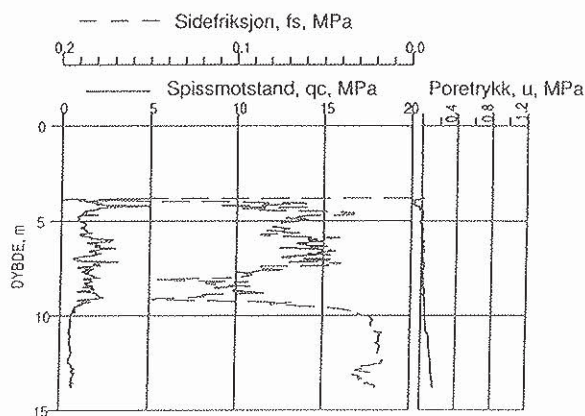 Sidefriksjon, fs, MPa
0,2 0,1 0,0
Spissmotstand, qc, MPa Poretrykk, u, MPa
0 5 10 15 20 0,4 0,8 1,2
0
5
10
15
DYBDE, m